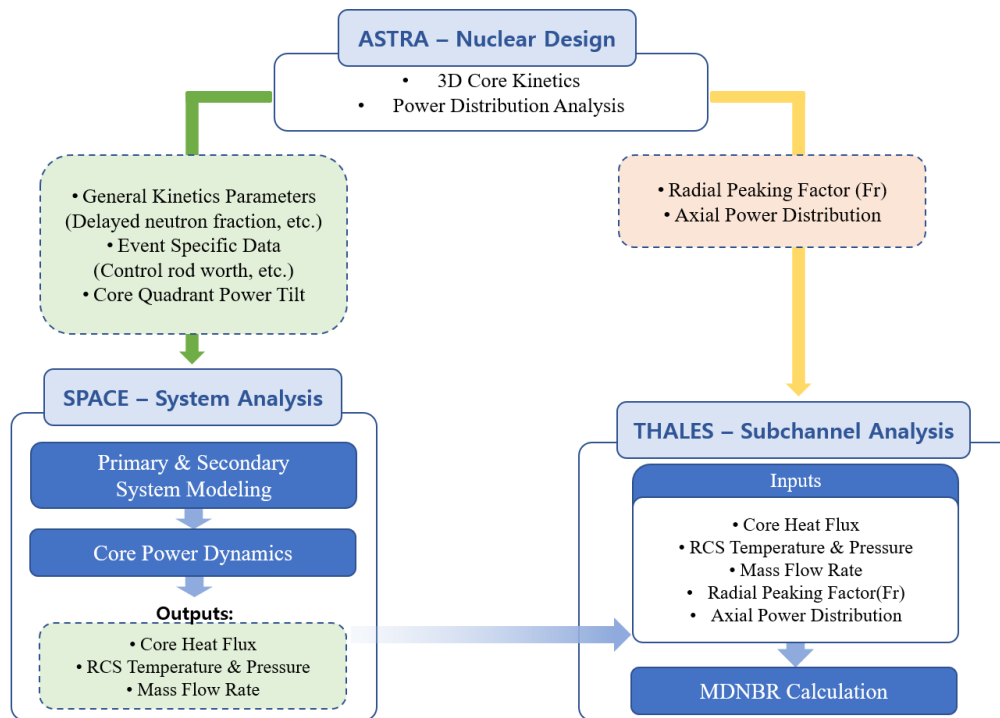 ASTRA – Nuclear Design
• 3D Core Kinetics
• Power Distribution Analysis
• General Kinetics Parameters
(Delayed neutron fraction, etc.)
• Event Specific Data
(Control rod worth, etc.)
• Core Quadrant Power Tilt
• Radial Peaking Factor (Fr)
• Axial Power Distribution
SPACE – System Analysis
Primary & Secondary
System Modeling
Core Power Dynamics
Outputs:
• Core Heat Flux
• RCS Temperature & Pressure
• Mass Flow Rate
THALES – Subchannel Analysis
Inputs
• Core Heat Flux
• RCS Temperature & Pressure
• Mass Flow Rate
• Radial Peaking Factor(Fr)
• Axial Power Distribution
MDNBR Calculation